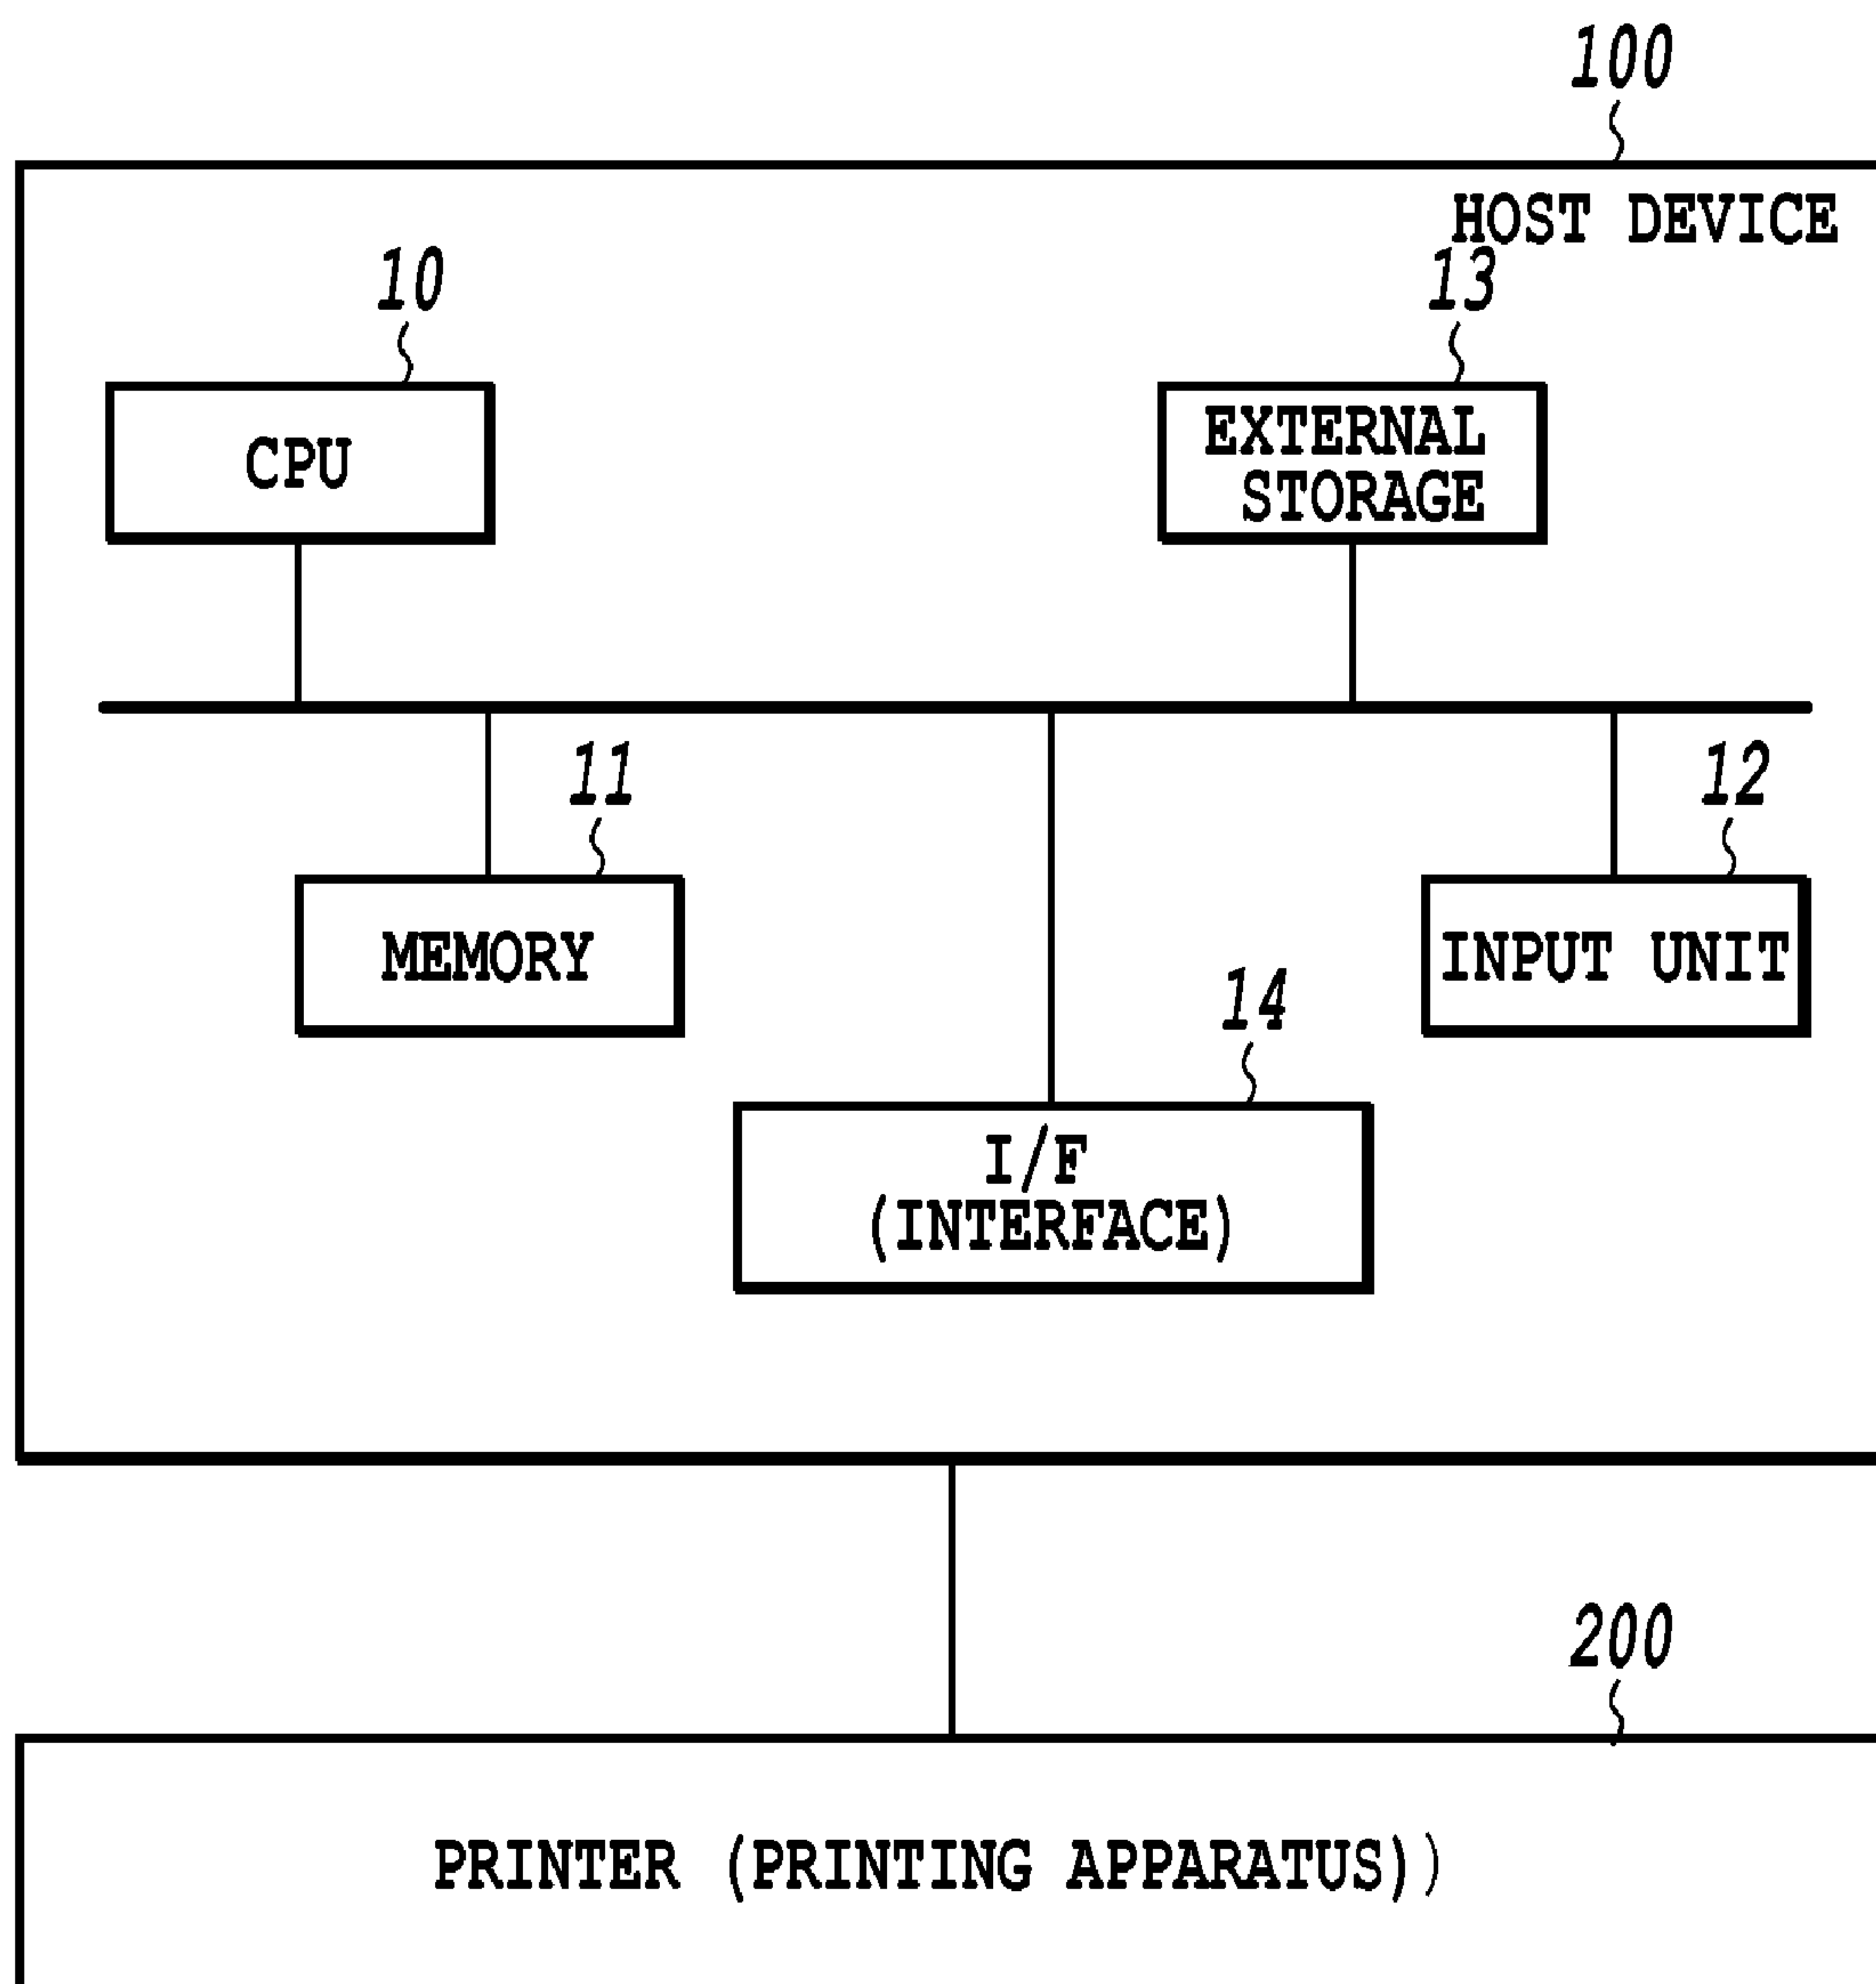 100
HOST DEVICE
10
13
CPU
EXTERNAL
STORAGE
11
12
MEMORY
INPUT UNIT
14
I/F
(INTERFACE)
200
PRINTER (PRINTING APPARATUS))